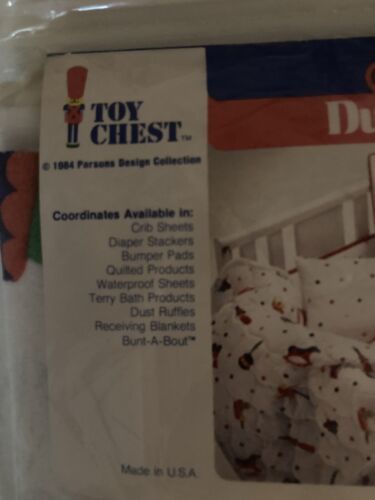 TOY
CHEST™
© 1984 Parsons Design Collection
Du
Coordinates Available in:
Crib Sheets
Diaper Stackers
Bumper Pads
Quilted Products
Waterproof Sheets
Terry Bath Products
Dust Ruffles
Receiving Blankets
Bunt-A-Bout™
Made in U.S.A.